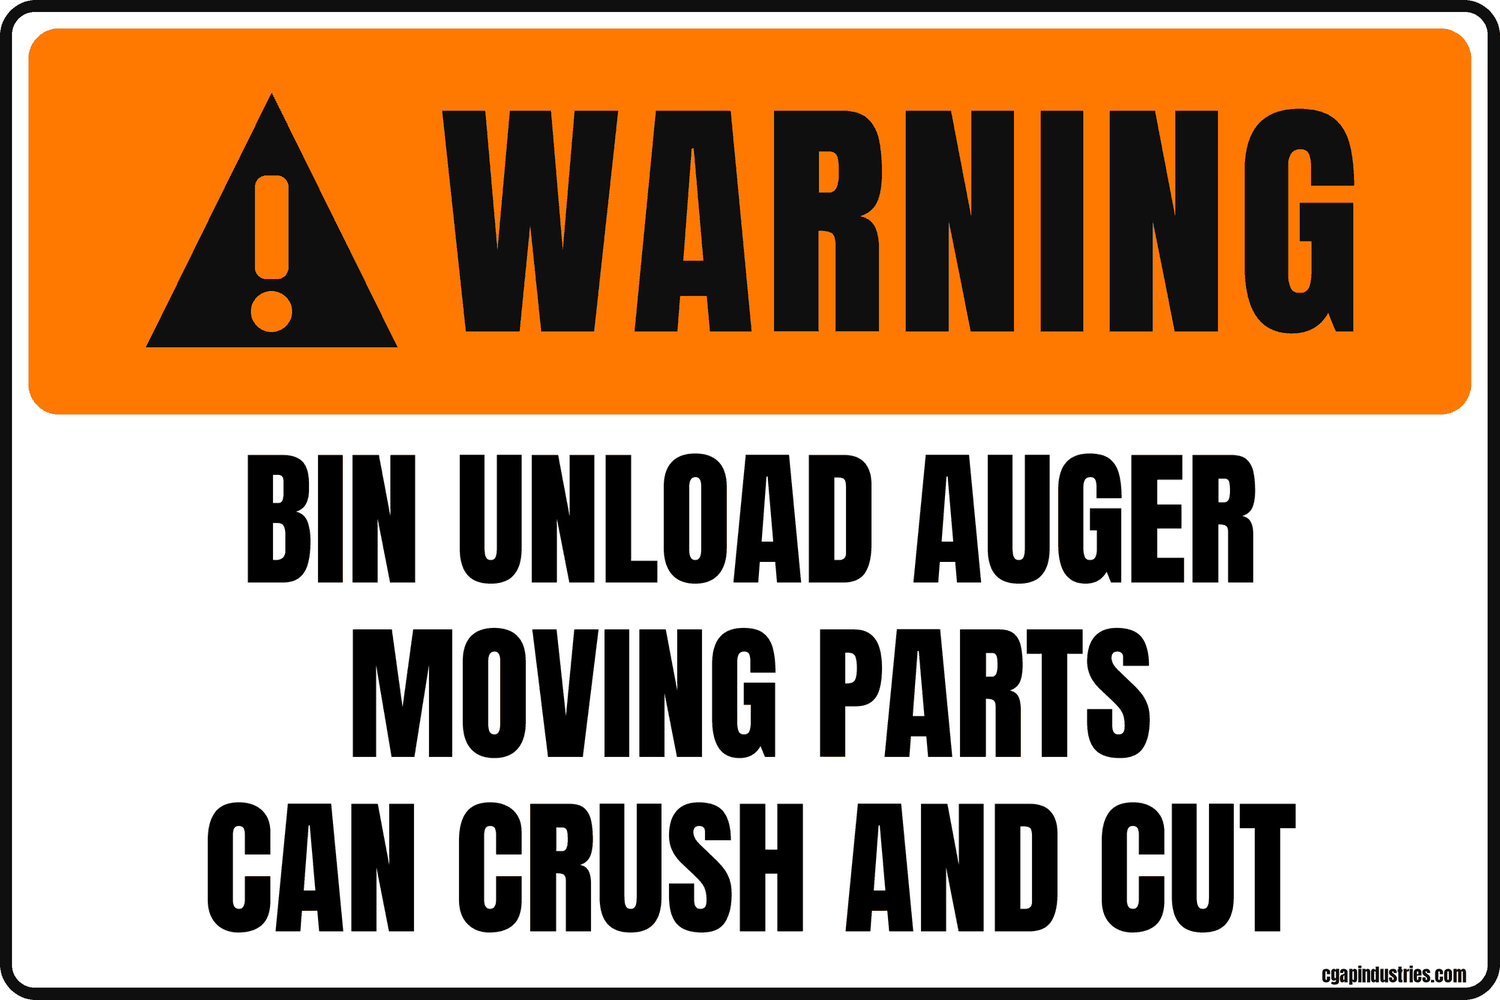 WARNING
BIN UNLOAD AUGER
MOVING PARTS
CAN CRUSH AND CUT
cgapindustries.com